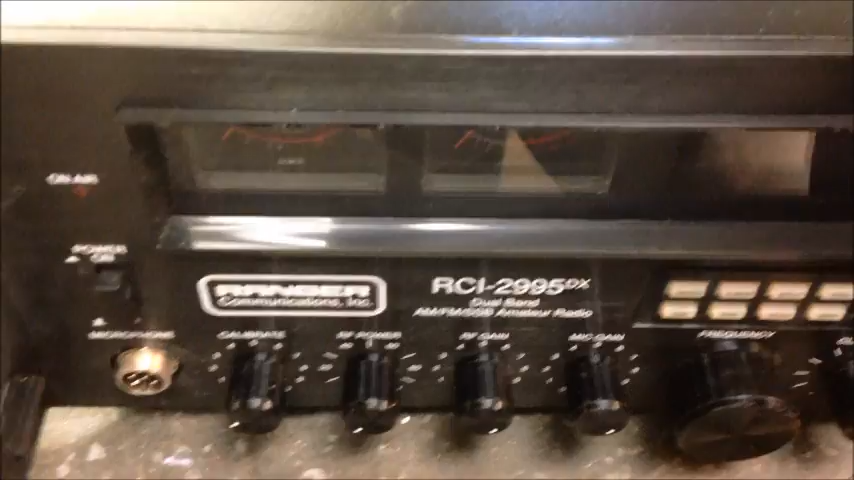 ON AIR
POWER
ON
MICROPHONE
RANGER
Communications, Inc.
RCI-2995DX
Dual Band
AM/FM/SSB Amateur Radio
CALIBRATE
RF POWER
RF GAIN
MIC GAIN
FREQUENCY